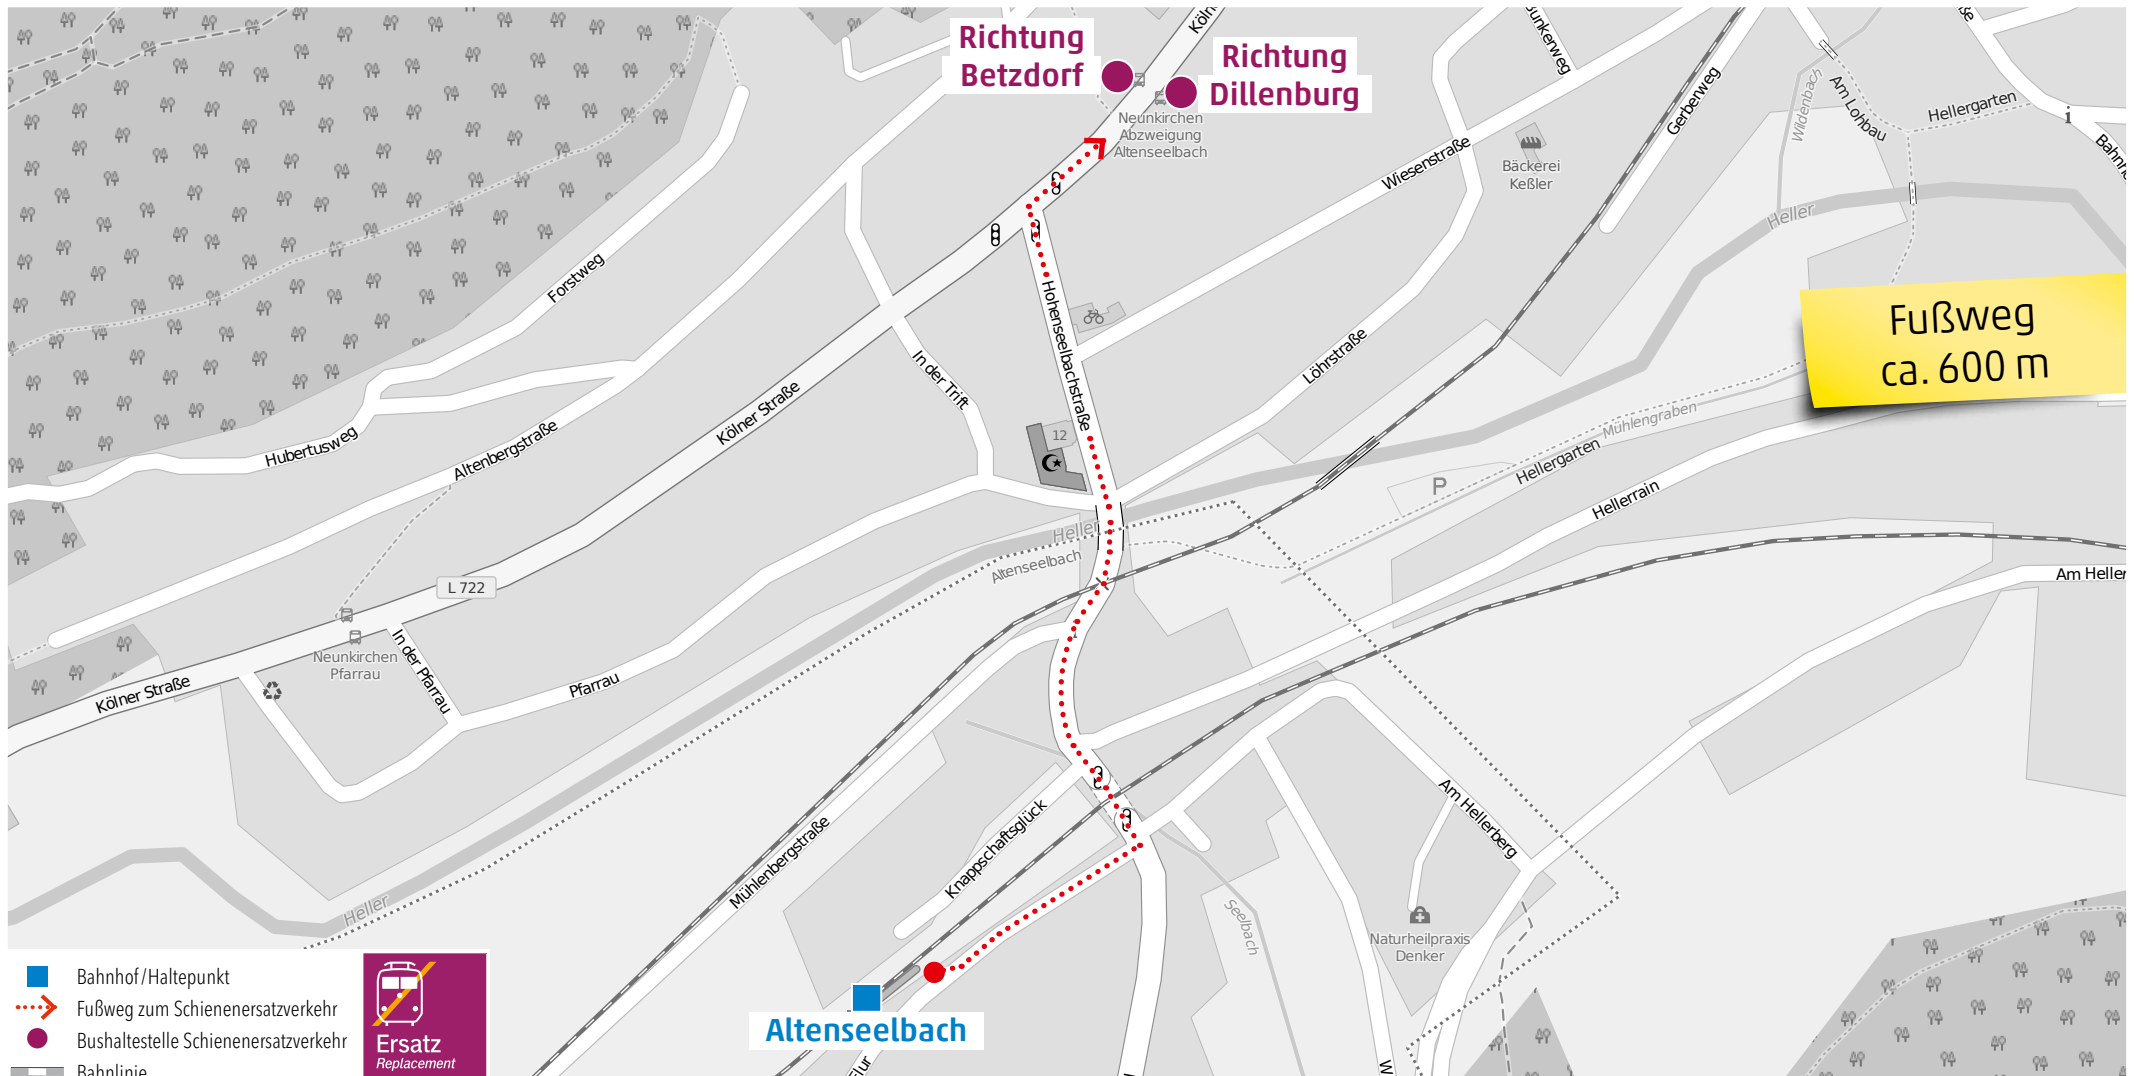 Richtung
Betzdorf
Richtung
Dillenburg
Neunkirchen
Abzweigung
Altenseelbach
Wiesenstraße
Gerberweg
Wildenbach
Am Lohbau
Hellergarten
i
Bäckerei
Keßler
Heller
Fußweg
ca. 600 m
Forstweg
Hohenseelbachstraße
In der Trift
Löhrstraße
Kölner Straße
Hubertusweg
Altenbergstraße
12
P
Mühlengraben
Hellergarten
Hellerrain
Heller
Altenseelbach
L 722
Neunkirchen
Pfarrau
In der Pfarrau
Pfarrau
Kölner Straße
Am Heller
Mühlenbergstraße
Knappschaftsglück
Am Hellerberg
Heller
Seelbach
Naturheilpraxis
Denker
Altenseelbach
Bahnhof/Haltepunkt
Fußweg zum Schienenersatzverkehr
Bushaltestelle Schienenersatzverkehr
Bahnlinie
Ersatz
Replacement